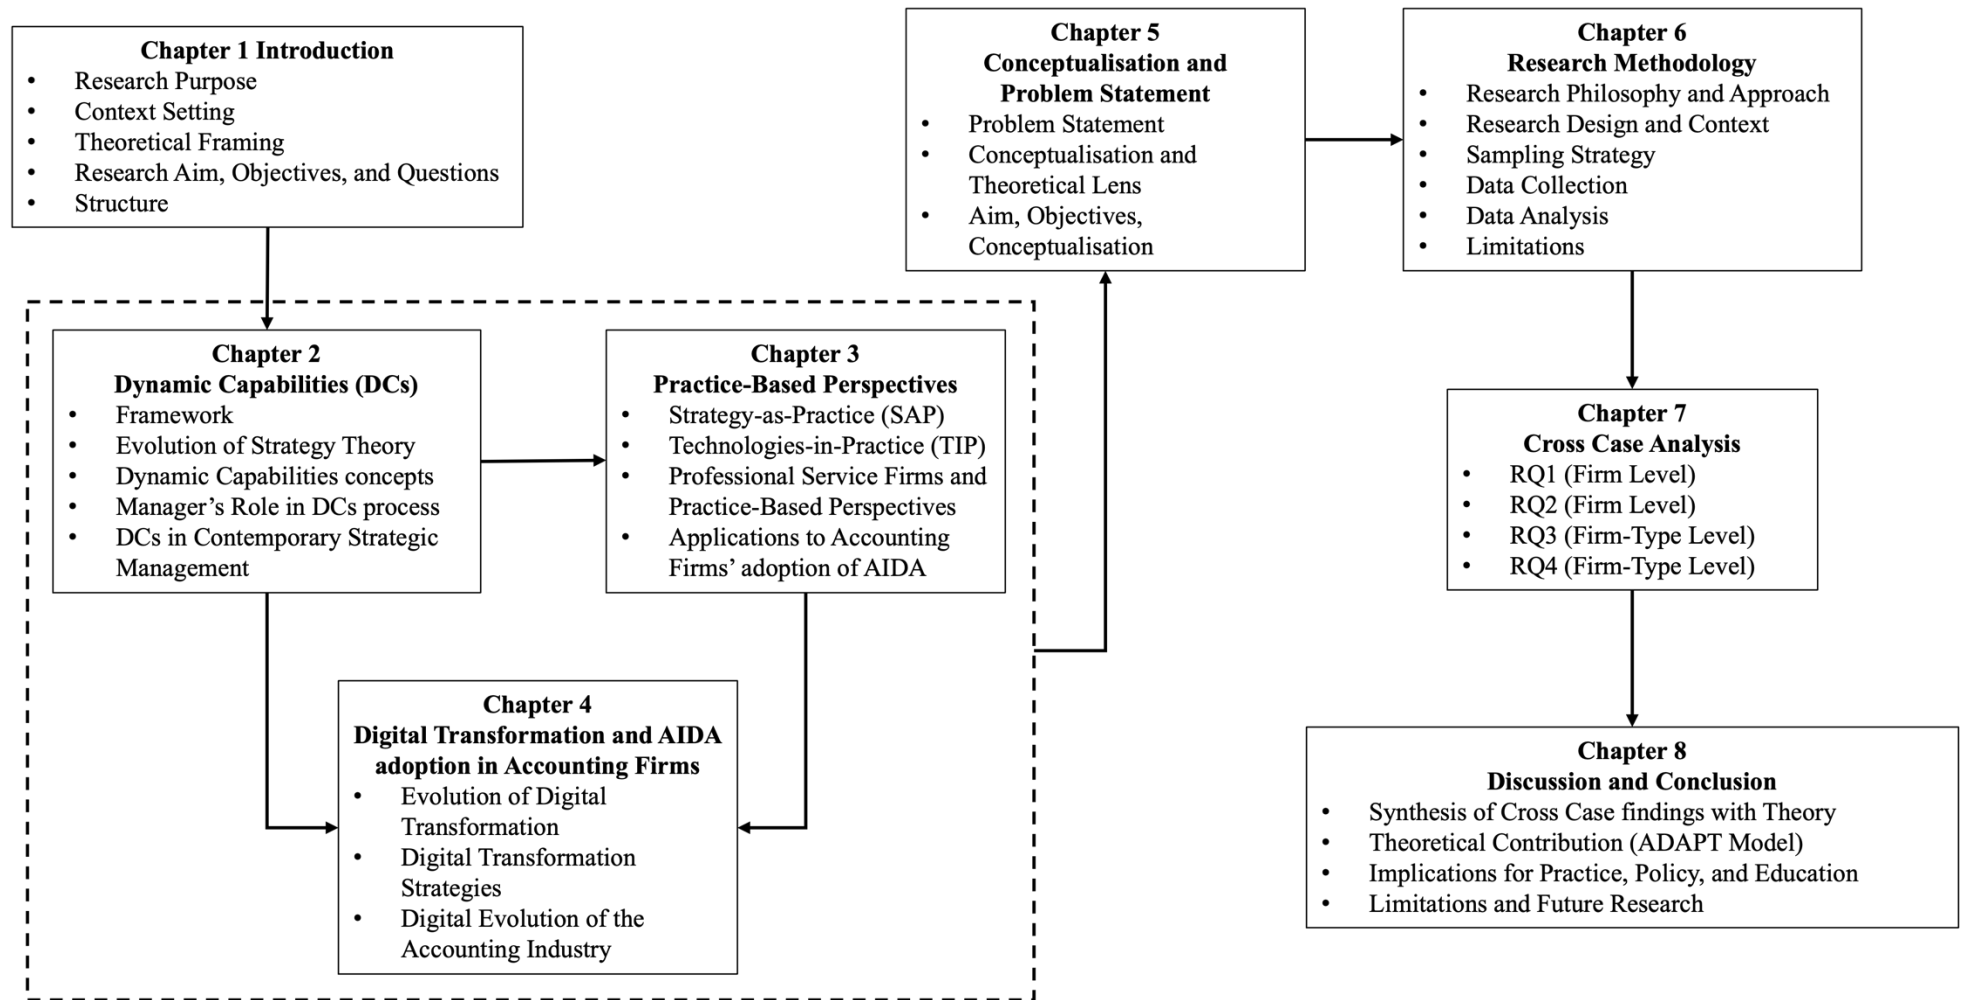 Chapter 1 Introduction
• Research Purpose
• Context Setting
• Theoretical Framing
• Research Aim, Objectives, and Questions
• Structure
Chapter 2
Dynamic Capabilities (DCs)
• Framework
• Evolution of Strategy Theory
• Dynamic Capabilities concepts
• Manager’s Role in DCs process
• DCs in Contemporary Strategic
Management
Chapter 3
Practice-Based Perspectives
• Strategy-as-Practice (SAP)
• Technologies-in-Practice (TIP)
• Professional Service Firms and
Practice-Based Perspectives
• Applications to Accounting
Firms’ adoption of AIDA
Chapter 4
Digital Transformation and AIDA
adoption in Accounting Firms
• Evolution of Digital
Transformation
• Digital Transformation
Strategies
• Digital Evolution of the
Accounting Industry
Chapter 5
Conceptualisation and
Problem Statement
• Problem Statement
• Conceptualisation and
Theoretical Lens
• Aim, Objectives,
Conceptualisation
Chapter 6
Research Methodology
• Research Philosophy and Approach
• Research Design and Context
• Sampling Strategy
• Data Collection
• Data Analysis
• Limitations
Chapter 7
Cross Case Analysis
• RQ1 (Firm Level)
• RQ2 (Firm Level)
• RQ3 (Firm-Type Level)
• RQ4 (Firm-Type Level)
Chapter 8
Discussion and Conclusion
• Synthesis of Cross Case findings with Theory
• Theoretical Contribution (ADAPT Model)
• Implications for Practice, Policy, and Education
• Limitations and Future Research